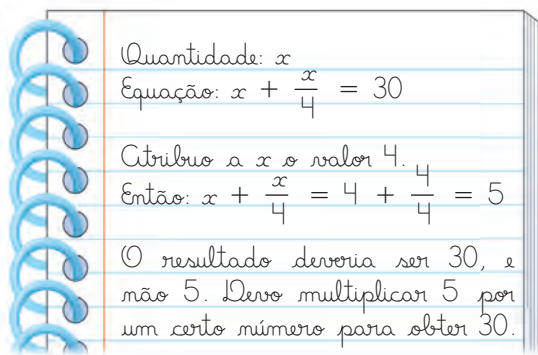 Quantidade: x
Equação: x + x/4 = 30
Atribuo a x o valor 4.
Então: x + x/4 = 4 + 4/4 = 5
O resultado deveria ser 30, e
não 5. Devo multiplicar 5 por
um certo número para obter 30.